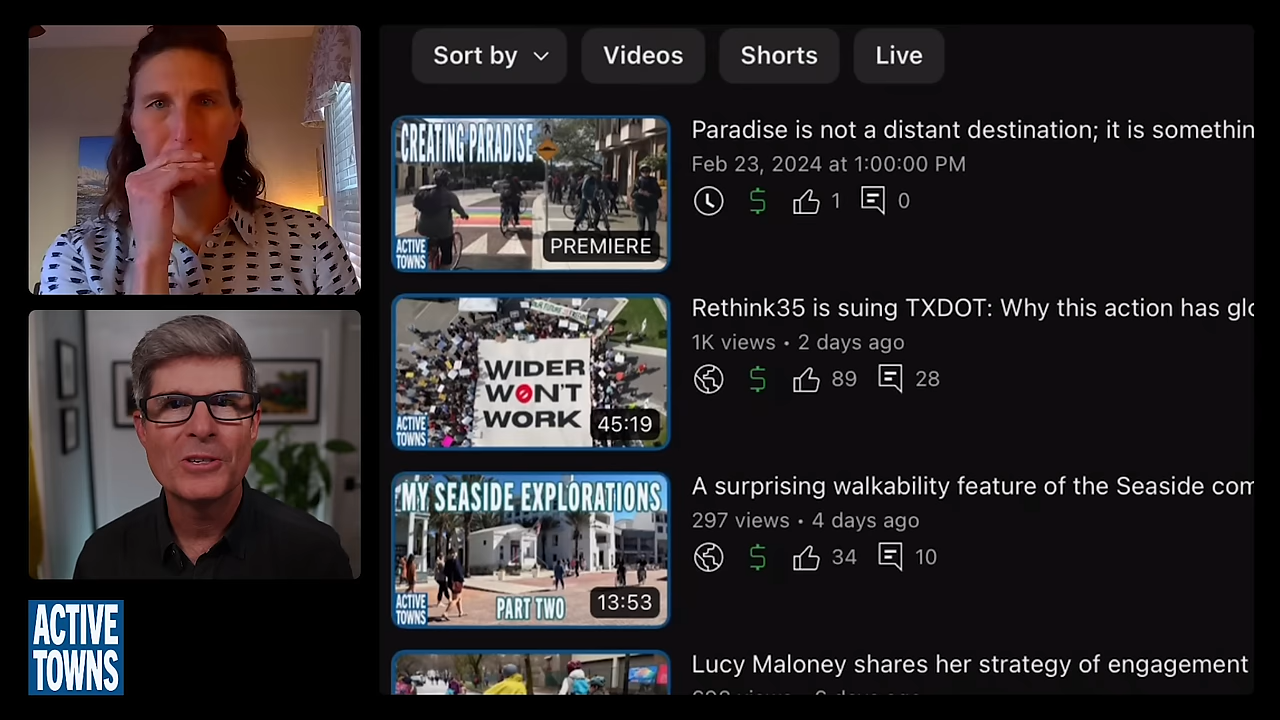 Sort by
Videos
Shorts
Live
CREATING PARADISE
ACTIVE
TOWNS
PREMIERE
Paradise is not a distant destination; it is somethin
Feb 23, 2024 at 1:00:00 PM
1
0
WIDER
WON'T
WORK
ACTIVE
TOWNS
45:19
Rethink35 is suing TXDOT: Why this action has glo
1K views • 2 days ago
89
28
MY SEASIDE EXPLORATIONS
PART TWO
ACTIVE
TOWNS
13:53
A surprising walkability feature of the Seaside com
297 views • 4 days ago
34
10
Lucy Maloney shares her strategy of engagement
ACTIVE
TOWNS